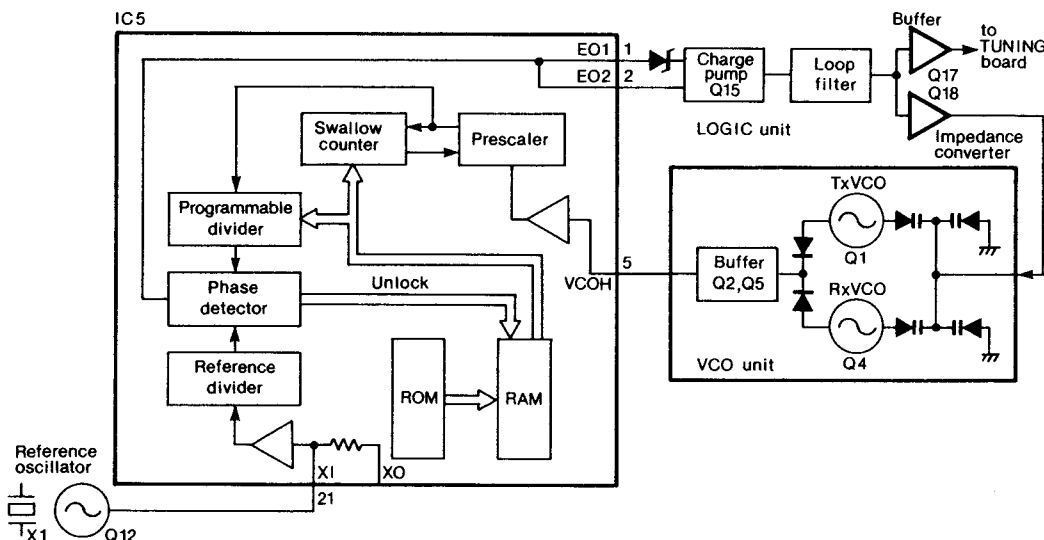 IC5
EO1 1
EO2 2
Charge
pump
Q15
Loop
filter
Buffer
Q17
Q18
to
TUNING
board
LOGIC unit
Impedance
converter
Swallow
counter
Prescaler
Programmable
divider
Phase
detector
Unlock
Reference
divider
ROM
RAM
5
VCOH
Buffer
Q2,Q5
TxVCO
Q1
RxVCO
Q4
VCO unit
XI
XO
21
Reference
oscillator
X1
Q12